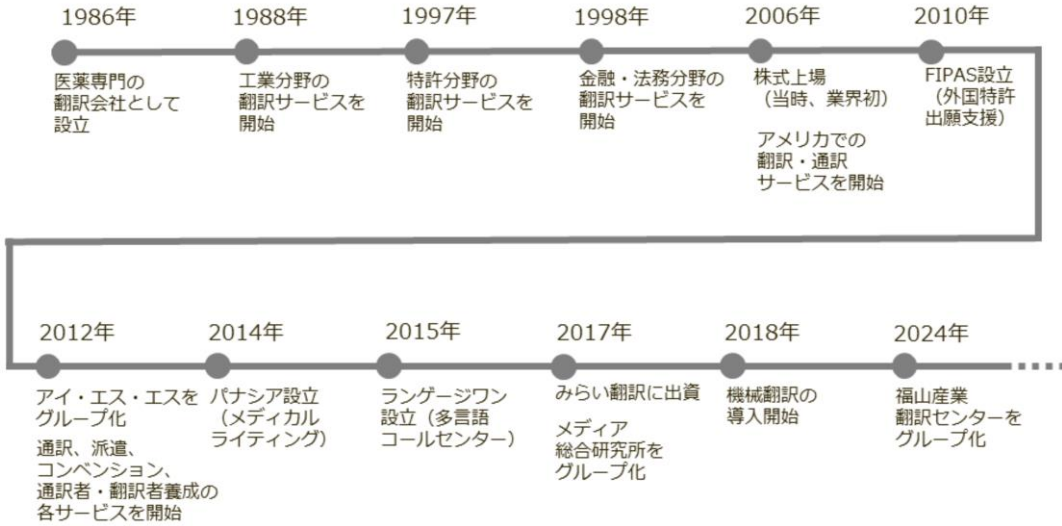 1986年
医薬専門の
翻訳会社として
設立
1988年
工業分野の
翻訳サービスを
開始
1997年
特許分野の
翻訳サービスを
開始
1998年
金融・法務分野の
翻訳サービスを
開始
2006年
株式上場
（当時、業界初）
アメリカでの
翻訳・通訳
サービスを開始
2010年
FIPAS設立
（外国特許
出願支援）
2012年
アイ・エス・エスを
グループ化
通訳、派遣、
コンベンション、
通訳者・翻訳者養成の
各サービスを開始
2014年
パナシア設立
（メディカル
ライティング）
2015年
ランゲージワン
設立（多言語
コールセンター）
2017年
みらい翻訳に出資
メディア
総合研究所を
グループ化
2018年
機械翻訳の
導入開始
2024年
福山産業
翻訳センターを
グループ化